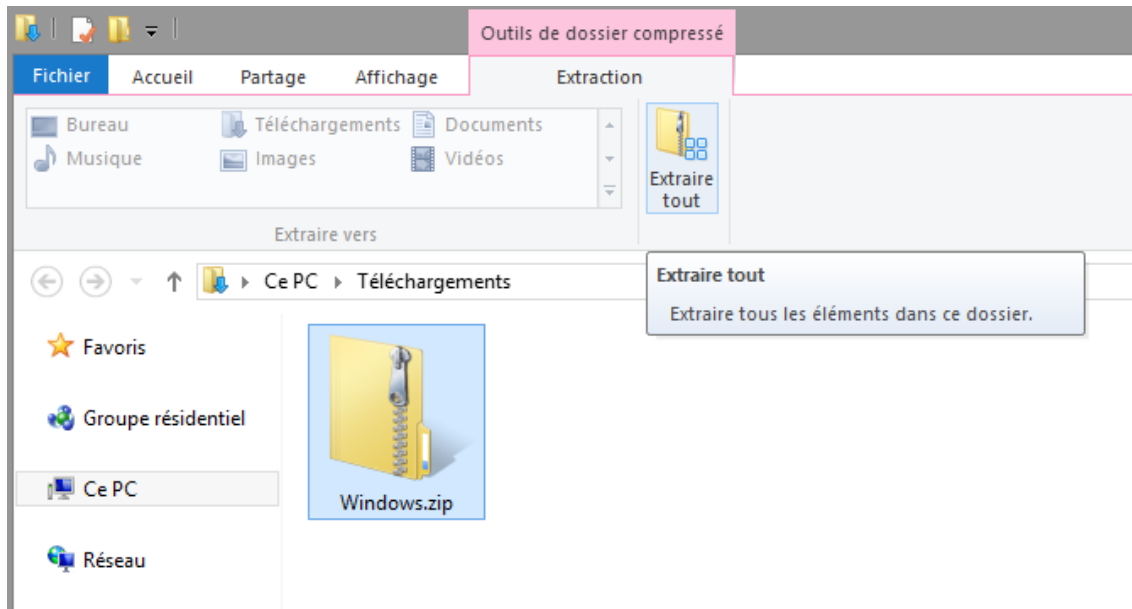 Outils de dossier compressé
Fichier Accueil Partage Affichage Extraction
Bureau Téléchargements Documents
Musique Images Vidéos
Extraire
tout
Extraire vers
Ce PC Téléchargements
Extraire tout
Extraire tous les éléments dans ce dossier.
Favoris
Groupe résidentiel
Ce PC
Réseau
Windows.zip